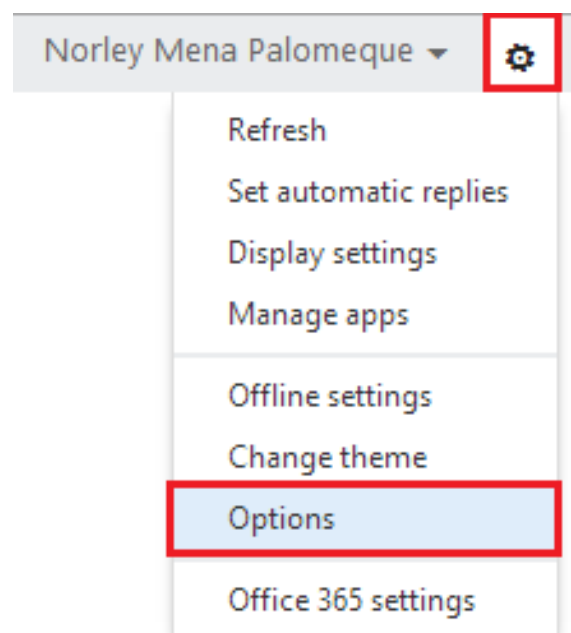 Norley Mena Palomeque
Refresh
Set automatic replies
Display settings
Manage apps
Offline settings
Change theme
Options
Office 365 settings